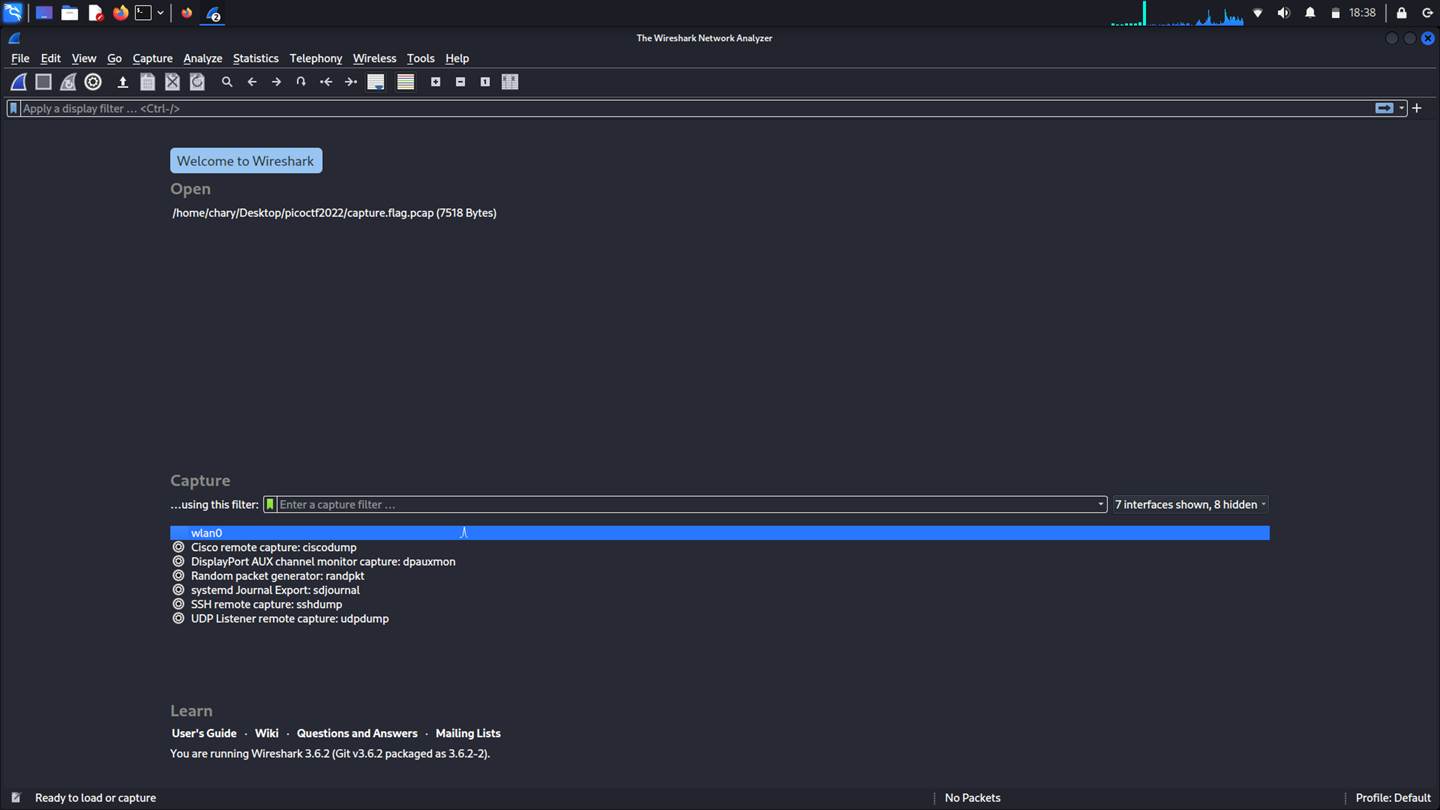 2
18:38
The Wireshark Network Analyzer
File Edit View Go Capture Analyze Statistics Telephony Wireless Tools Help
Apply a display filter … <Ctrl-/>
Welcome to Wireshark
Open
/home/chary/Desktop/picoctf2022/capture.flag.pcap (7518 Bytes)
Capture
…using this filter: Enter a capture filter … 7 interfaces shown, 8 hidden
wlan0
Cisco remote capture: ciscodump
DisplayPort AUX channel monitor capture: dpauxmon
Random packet generator: randpkt
systemd Journal Export: sdjournal
SSH remote capture: sshdump
UDP Listener remote capture: udpdump
Learn
User's Guide · Wiki · Questions and Answers · Mailing Lists
You are running Wireshark 3.6.2 (Git v3.6.2 packaged as 3.6.2-2).
Ready to load or capture No Packets Profile: Default